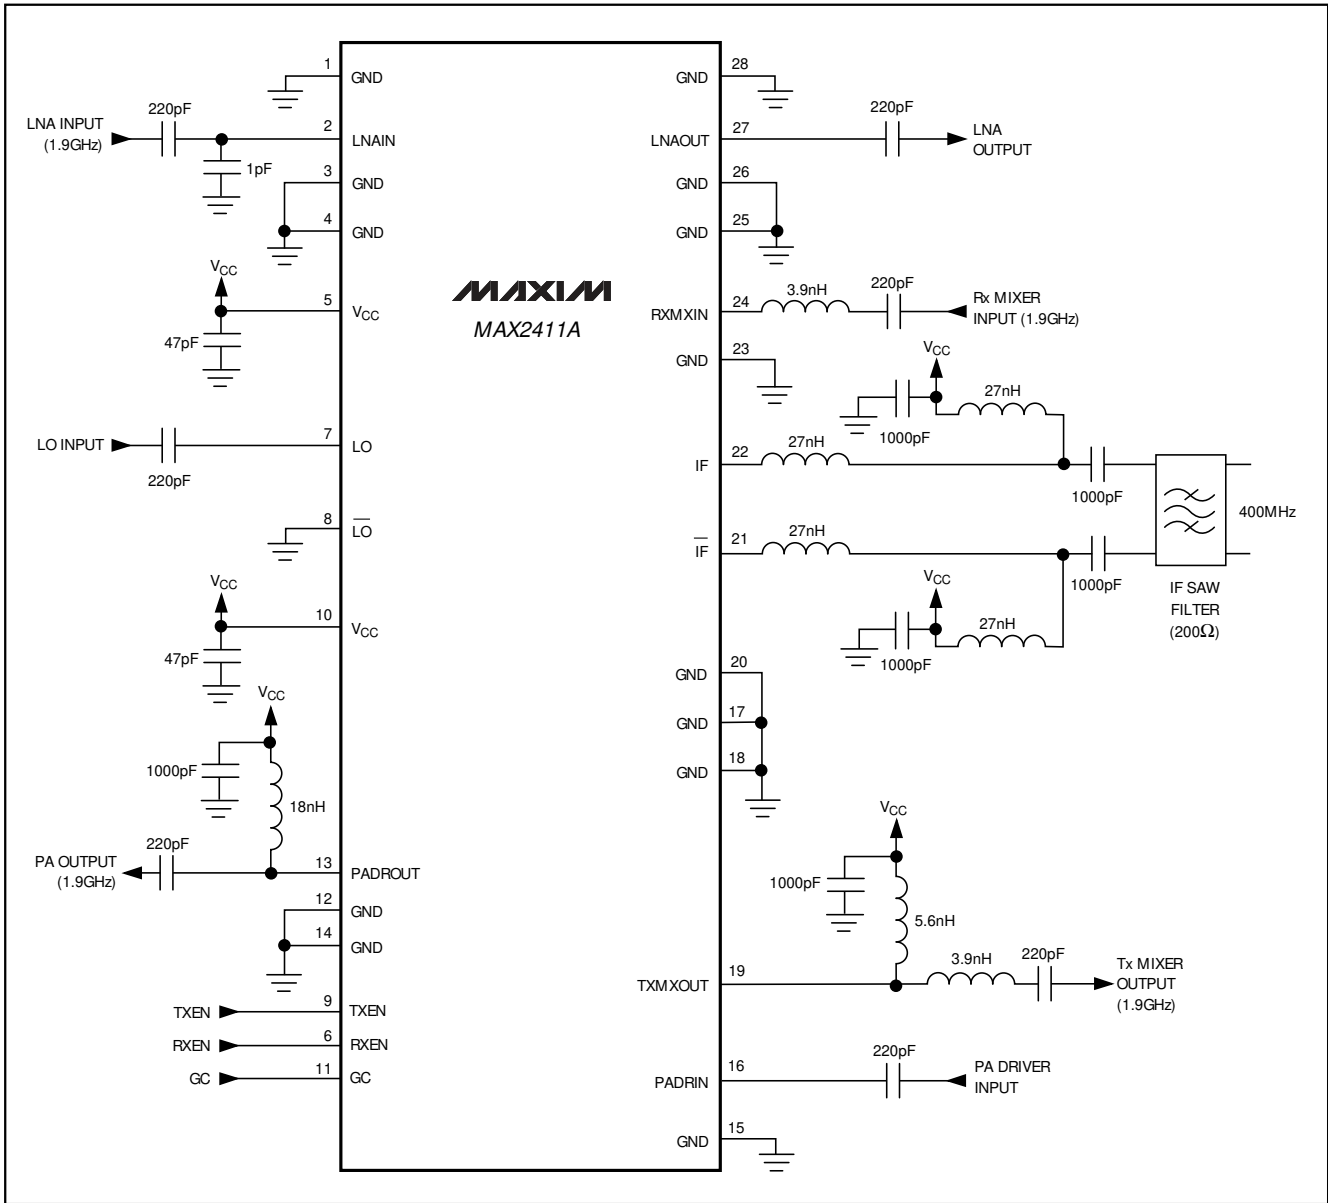 1
GND
220pF
LNA INPUT
(1.9GHz)
2
LNAIN
1pF
3
GND
4
GND
VCC
5
VCC
47pF
LO INPUT
220pF
7
LO
8
LO
VCC
10
VCC
47pF
VCC
1000pF
18nH
220pF
PA OUTPUT
(1.9GHz)
13
PADROUT
12
GND
14
GND
TXEN
9
TXEN
RXEN
6
RXEN
GC
11
GC
MAXIM
MAX2411A
28
GND
27
LNAOUT
220pF
LNA
OUTPUT
26
GND
25
GND
24
RXMXIN
3.9nH
220pF
Rx MIXER
INPUT (1.9GHz)
23
GND
VCC
27nH
1000pF
22
IF
27nH
1000pF
400MHz
21
IF
27nH
1000pF
IF SAW
FILTER
(200Ω)
VCC
27nH
1000pF
20
GND
17
GND
18
GND
VCC
1000pF
5.6nH
19
TXMXOUT
3.9nH
220pF
Tx MIXER
OUTPUT
(1.9GHz)
16
PADRIN
220pF
PA DRIVER
INPUT
15
GND